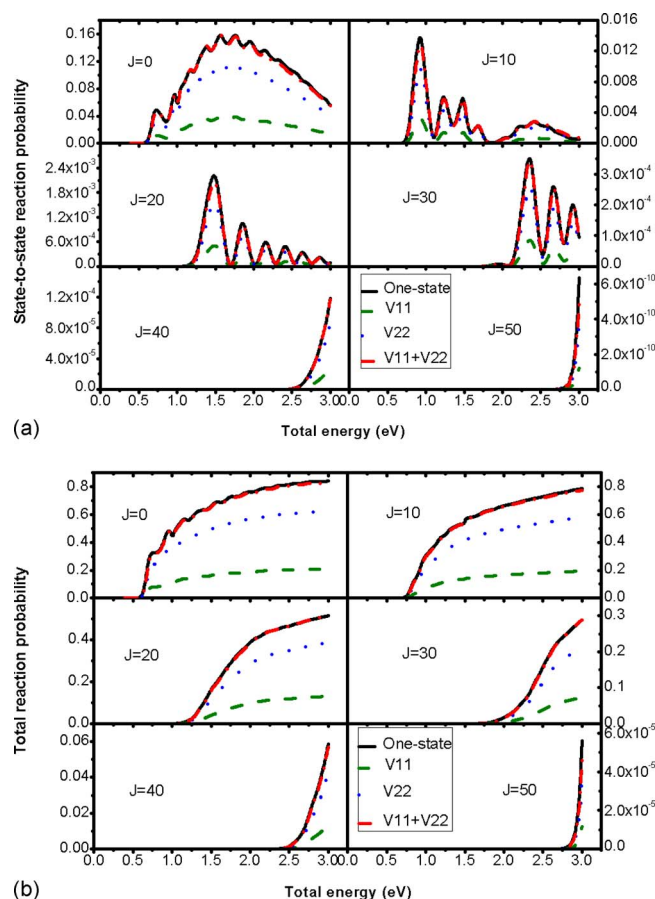 0.16
0.12
0.08
0.04
0.00
J=0
0.016
0.012
0.008
0.004
0.000
J=10
State-to-state reaction probability
2.4x10⁻³
1.8x10⁻³
1.2x10⁻³
6.0x10⁻⁴
0.0
J=20
3.0x10⁻⁴
2.0x10⁻⁴
1.0x10⁻⁴
0.0
J=30
1.2x10⁻⁴
8.0x10⁻⁵
4.0x10⁻⁵
0.0
J=40
One-state
V11
V22
V11+V22
J=50
6.0x10⁻¹⁰
4.0x10⁻¹⁰
2.0x10⁻¹⁰
0.0
0.0 0.5 1.0 1.5 2.0 2.5 3.0 0.0 0.5 1.0 1.5 2.0 2.5 3.0
Total energy (eV)
(a)
0.8
0.6
0.4
0.2
0.0
J=0
0.8
0.6
0.4
0.2
0.0
J=10
Total reaction probability
0.4
0.2
0.0
J=20
0.3
0.2
0.1
0.0
J=30
0.06
0.04
0.02
0.00
J=40
One-state
V11
V22
V11+V22
J=50
6.0x10⁻⁵
4.0x10⁻⁵
2.0x10⁻⁵
0.0
0.0 0.5 1.0 1.5 2.0 2.5 3.0 0.0 0.5 1.0 1.5 2.0 2.5 3.0
Total energy (eV)
(b)